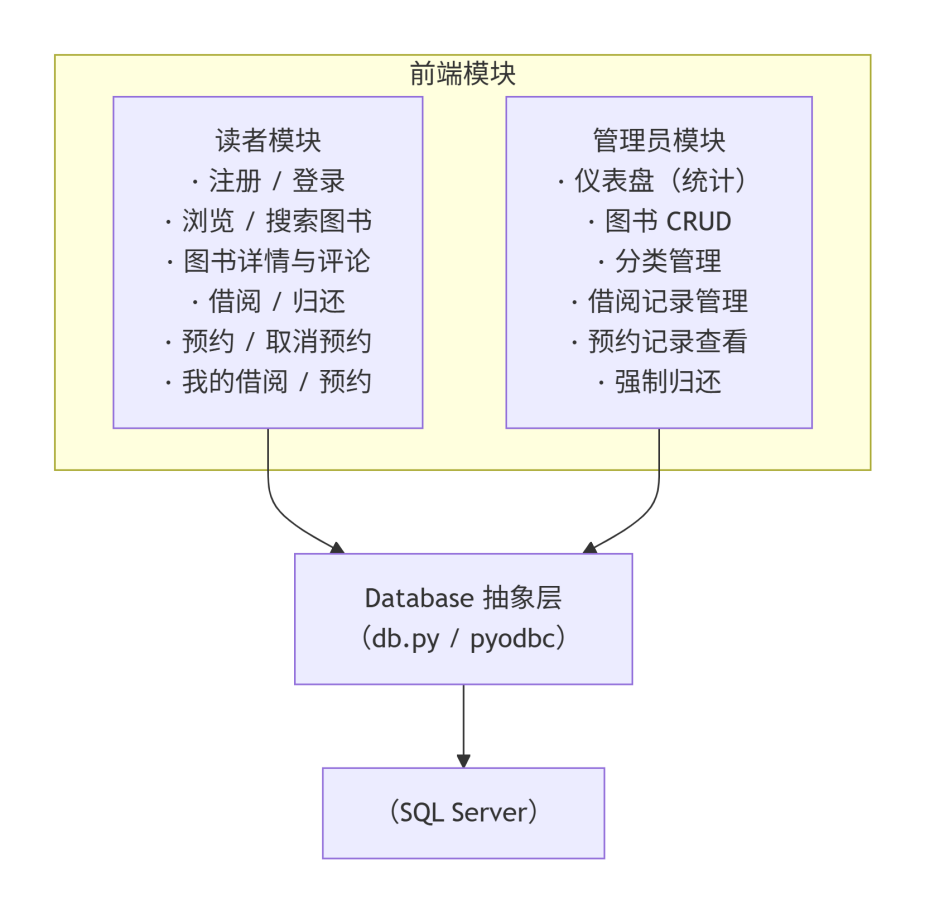 前端模块
读者模块
· 注册 / 登录
· 浏览 / 搜索图书
· 图书详情与评论
· 借阅 / 归还
· 预约 / 取消预约
· 我的借阅 / 预约
管理员模块
· 仪表盘（统计）
· 图书 CRUD
· 分类管理
· 借阅记录管理
· 预约记录查看
· 强制归还
Database 抽象层
（db.py / pyodbc）
（SQL Server）